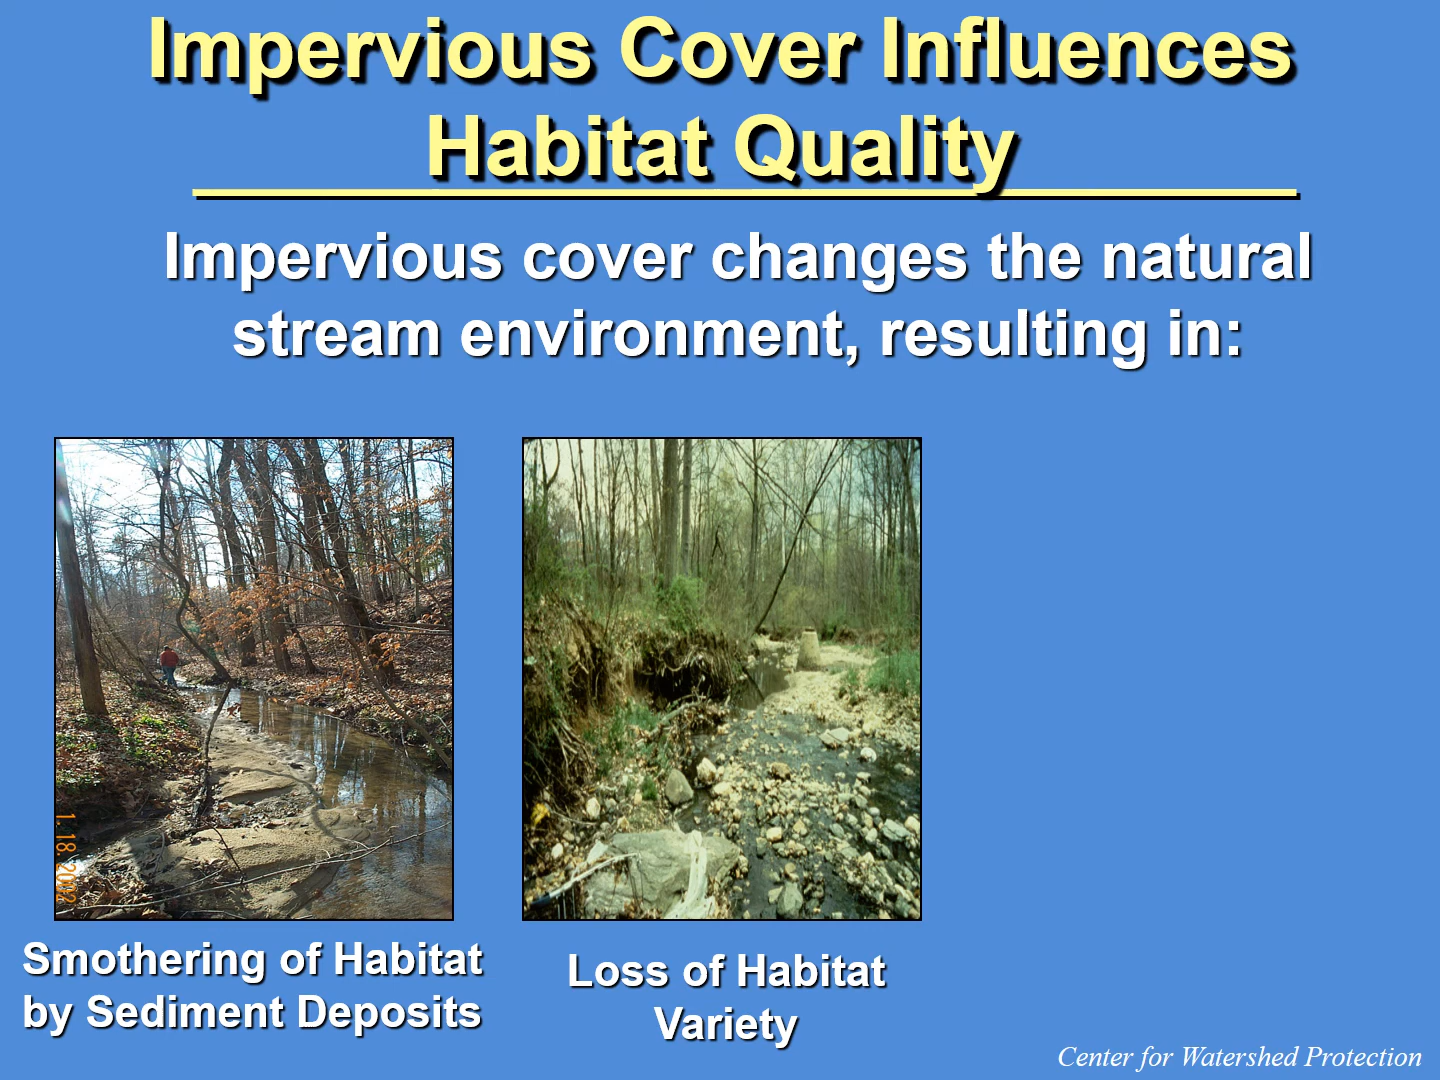 Impervious Cover Influences
Habitat Quality
Impervious cover changes the natural
stream environment, resulting in:
1.18.2002
Smothering of Habitat
by Sediment Deposits
Loss of Habitat
Variety
Center for Watershed Protection